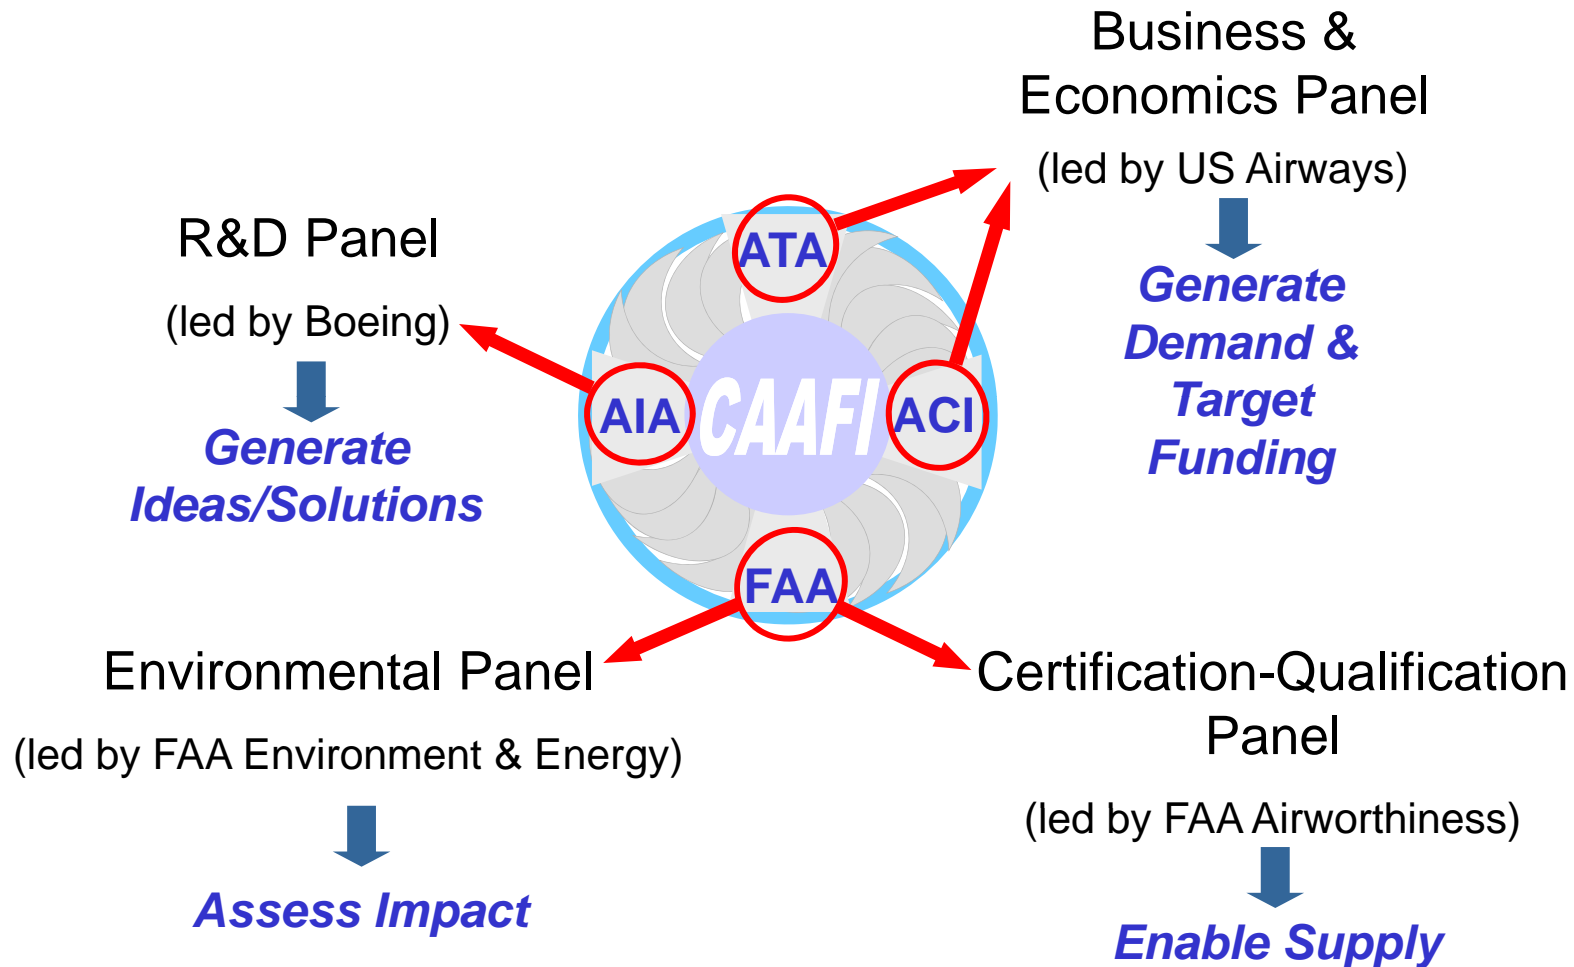 Business &
Economics Panel
(led by US Airways)
Generate
Demand &
Target
Funding
R&D Panel
(led by Boeing)
Generate
Ideas/Solutions
ATA
AIA
CAAFI
ACI
FAA
Environmental Panel
(led by FAA Environment & Energy)
Assess Impact
Certification-Qualification
Panel
(led by FAA Airworthiness)
Enable Supply